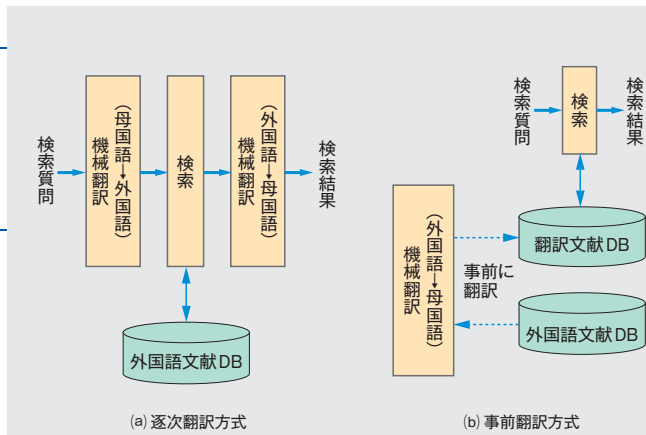 検索質問
機械翻訳
（母国語→外国語）
検索
機械翻訳
（外国語→母国語）
検索結果
外国語文献DB
(a) 逐次翻訳方式
検索質問
検索
検索結果
機械翻訳
（外国語→母国語）
翻訳文献DB
事前に
翻訳
外国語文献DB
(b) 事前翻訳方式